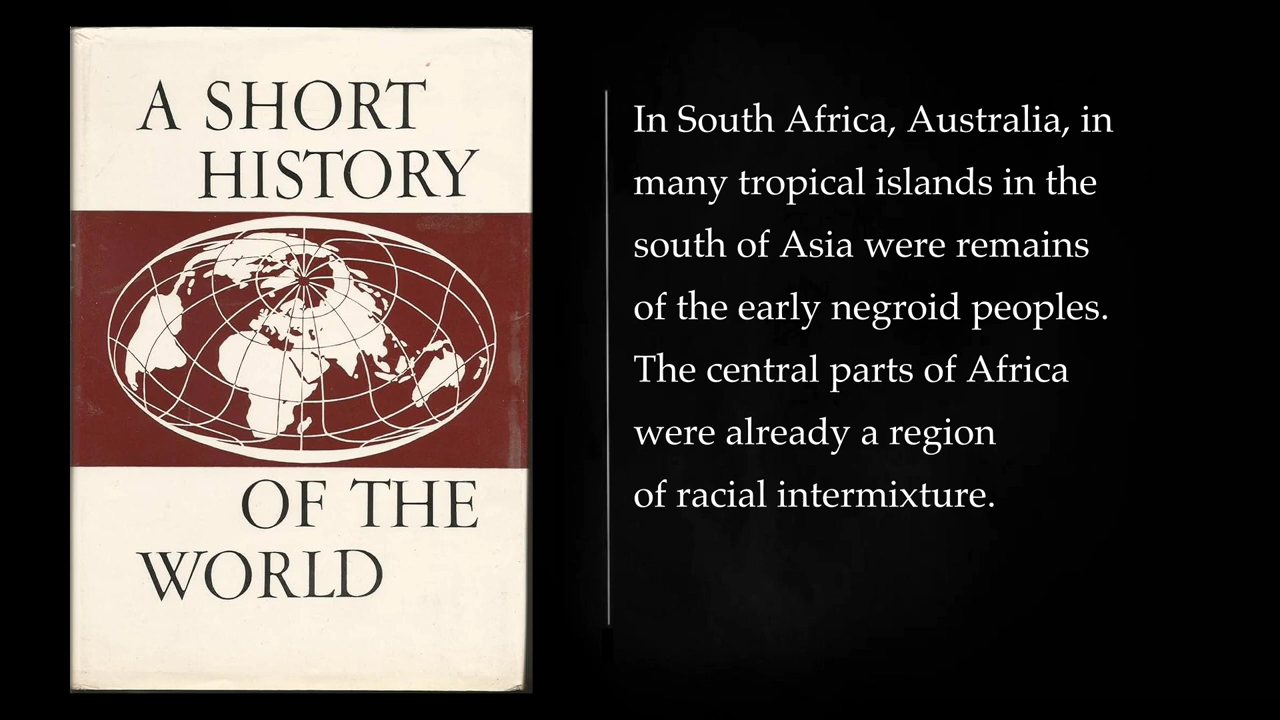 A SHORT
HISTORY
OF THE
WORLD
In South Africa, Australia, in
many tropical islands in the
south of Asia were remains
of the early negroid peoples.
The central parts of Africa
were already a region
of racial intermixture.